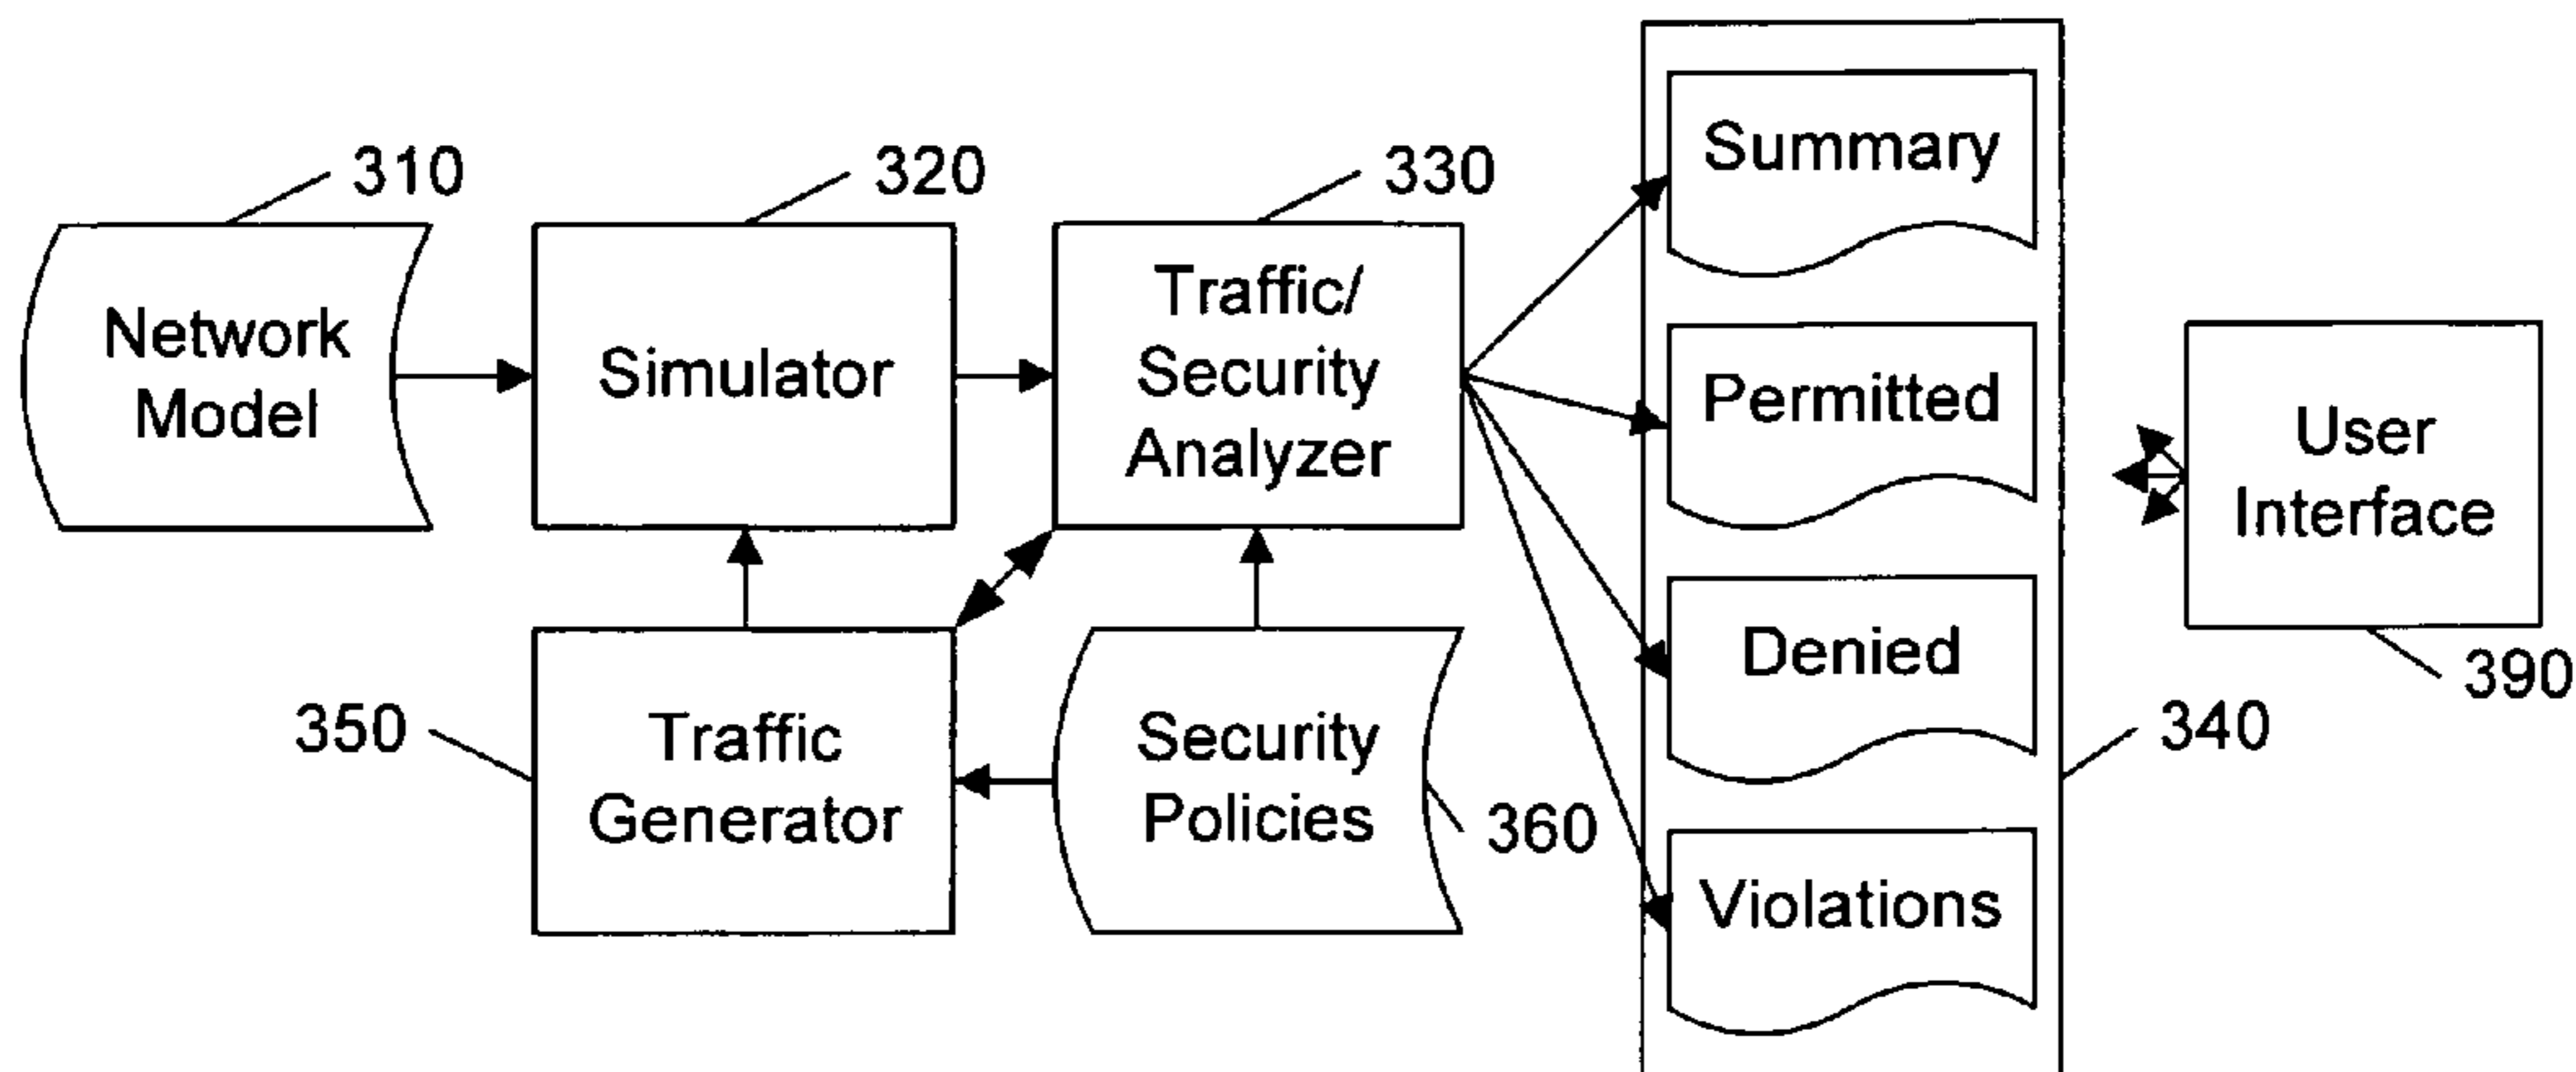 310
320
330
Network
Model
Simulator
Traffic/
Security
Analyzer
Summary
Permitted
Denied
Violations
User
Interface
390
340
350
Traffic
Generator
Security
Policies
360